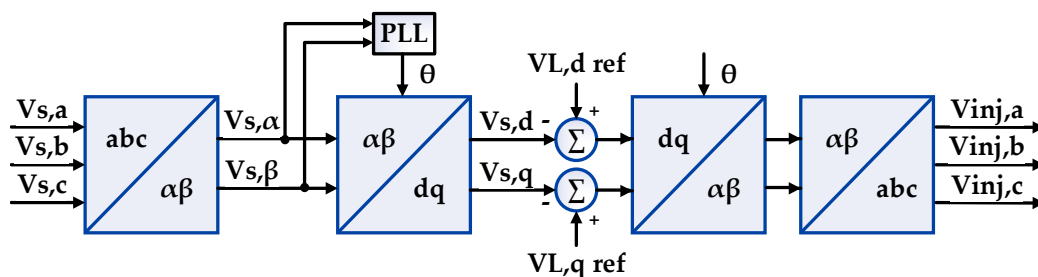 PLL
VL,d ref
θ
θ
Vs,a
Vs,b
Vs,c
abc
αβ
Vs,α
Vs,β
αβ
dq
Vs,d
Vs,q
-
+
Σ
Σ
-
+
VL,q ref
dq
αβ
αβ
abc
Vinj,a
Vinj,b
Vinj,c